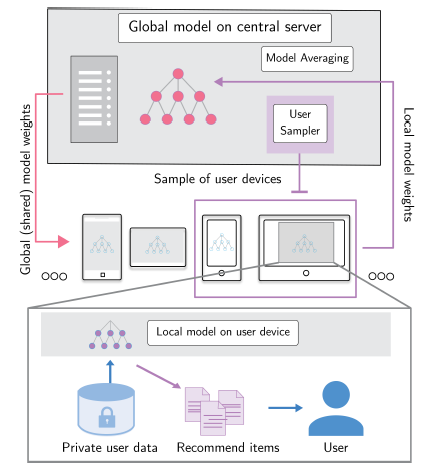 Global model on central server
Model Averaging
User
Sampler
Global (shared) model weights
Local model weights
Sample of user devices
Local model on user device
Private user data
Recommend items
User